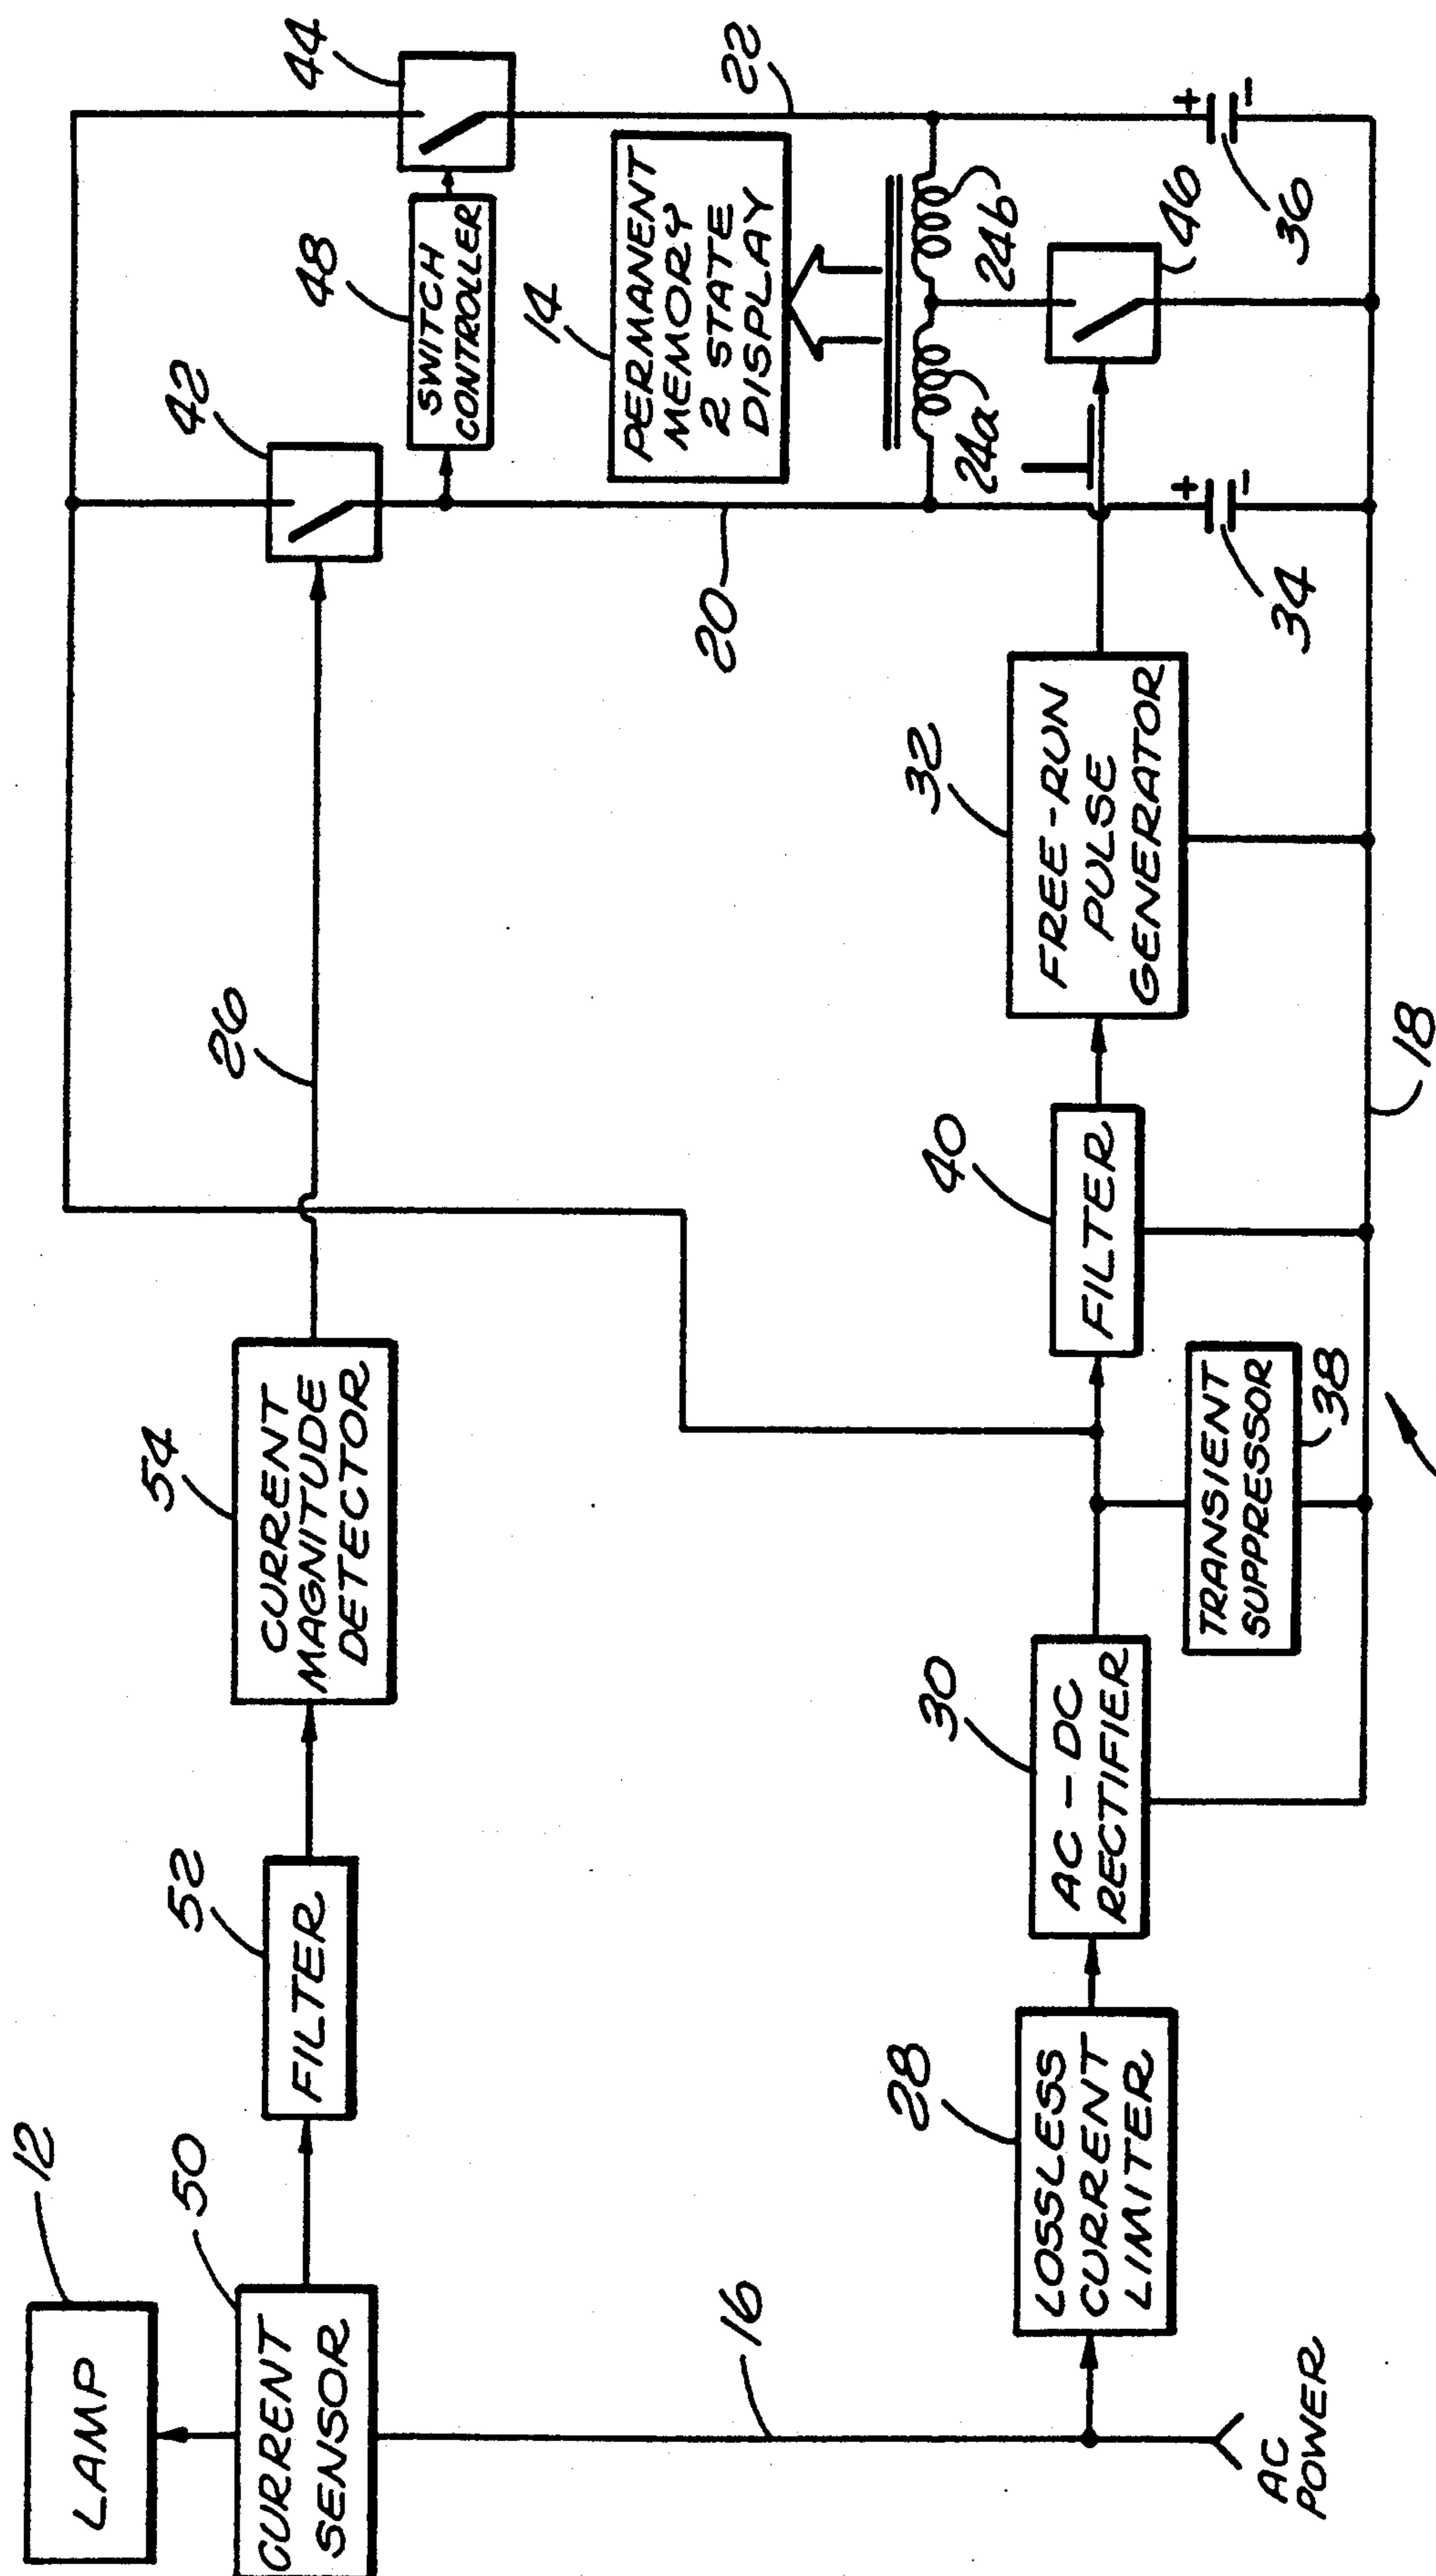 12
LAMP
50
CURRENT
SENSOR
52
FILTER
54
CURRENT
MAGNITUDE
DETECTOR
26
42
48
SWITCH
CONTROLLER
44
14
PERMANENT
MEMORY
2 STATE
DISPLAY
20
22
24a
24b
46
16
AC
POWER
28
LOSSLESS
CURRENT
LIMITER
30
AC-DC
RECTIFIER
TRANSIENT
SUPPRESSOR
38
40
FILTER
32
FREE-RUN
PULSE
GENERATOR
18
+
-
34
+
-
36